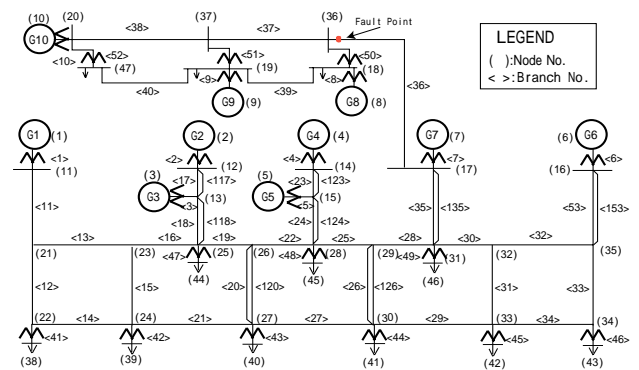 (10) (20) (37) (36) Fault Point
<38> <37>
G10
<10> <52> <51> <50>
(47) (19) (18)
<9> <8>
<40> <39> <36>
G9 (9) G8 (8)
LEGEND
( ):Node No.
< >:Branch No.
G1 (1) G2 (2) G4 (4) G7 (7) (6) G6
<1> <2> <4> <7> <6>
(11) (12) (14) (17) (16)
(3) <17> <117> (5) <23> <123>
G3 (13) G5 (15)
<3> <5>
<11> <18> <118> <24> <124> <35> <135> <53> <153>
<13> <16> <19> <22> <25> <28> <30> <32>
(21) (23) <47> (25) (26) <48> (28) (29) <49> (31) (32) (35)
(44) (45) (46)
<12> <15> <20> <120> <26> <126> <31> <33>
(22) <14> (24) <21> (27) <27> (30) <29> (33) <34> (34)
<41> <42> <43> <44> <45> <46>
(38) (39) (40) (41) (42) (43)